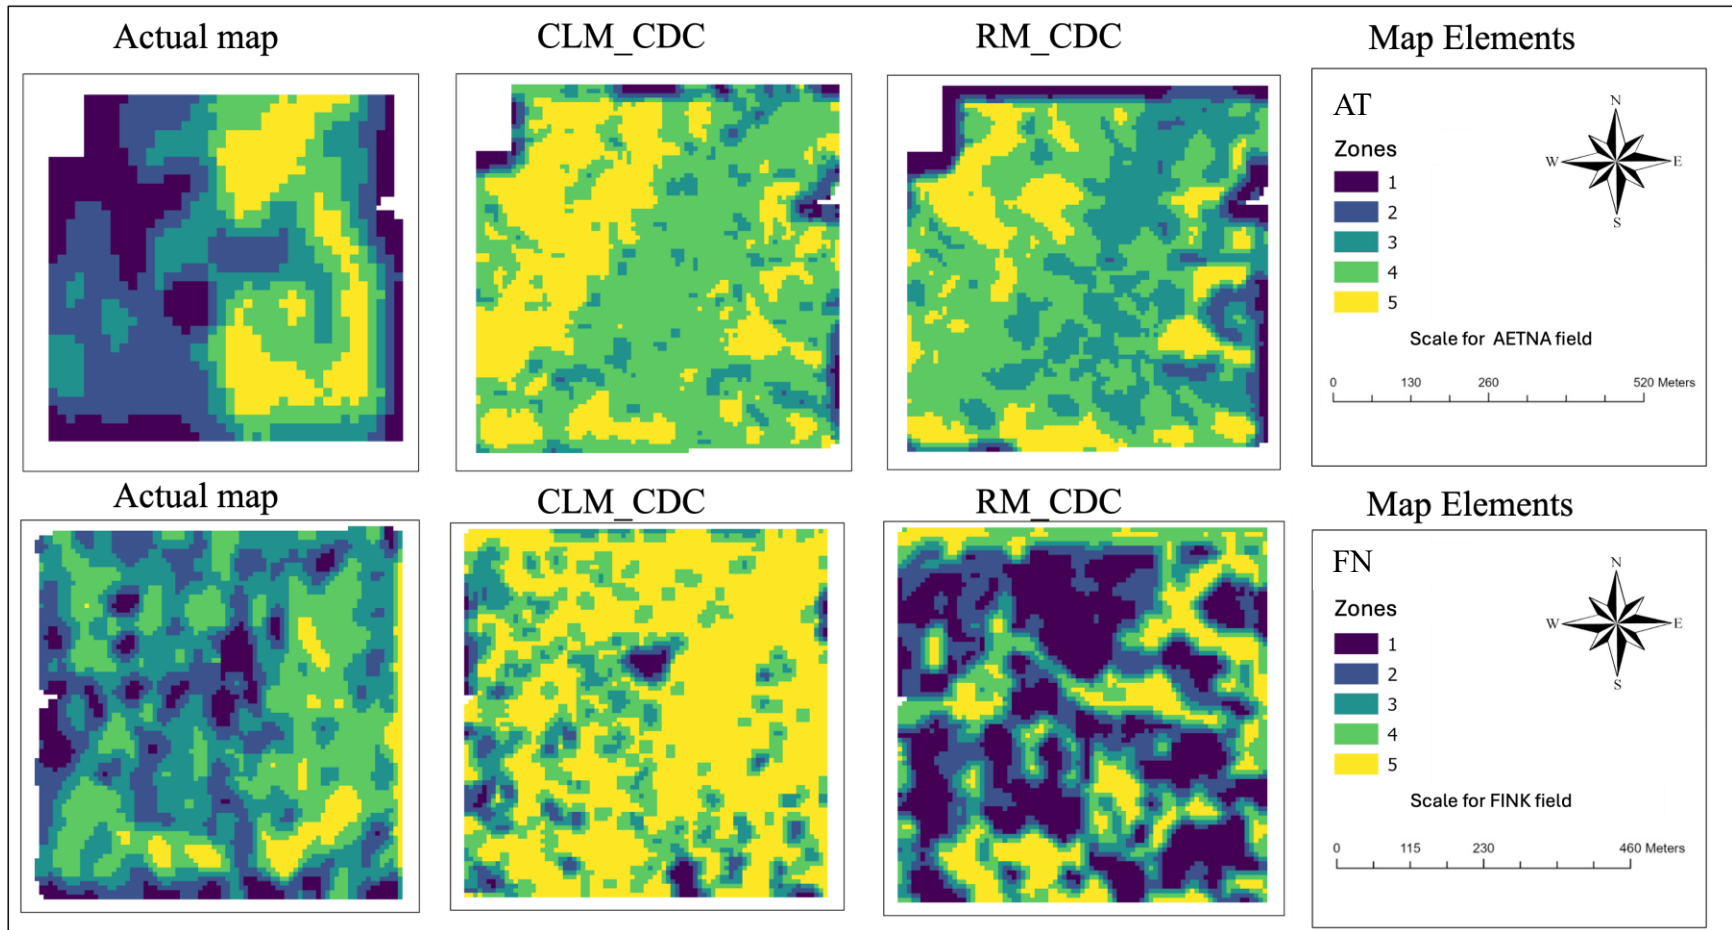 Actual map
CLM_CDC
RM_CDC
Map Elements
AT
N
W
E
S
Zones
1
2
3
4
5
Scale for AETNA field
0 130 260 520 Meters
Actual map
CLM_CDC
RM_CDC
Map Elements
FN
N
W
E
S
Zones
1
2
3
4
5
Scale for FINK field
0 115 230 460 Meters